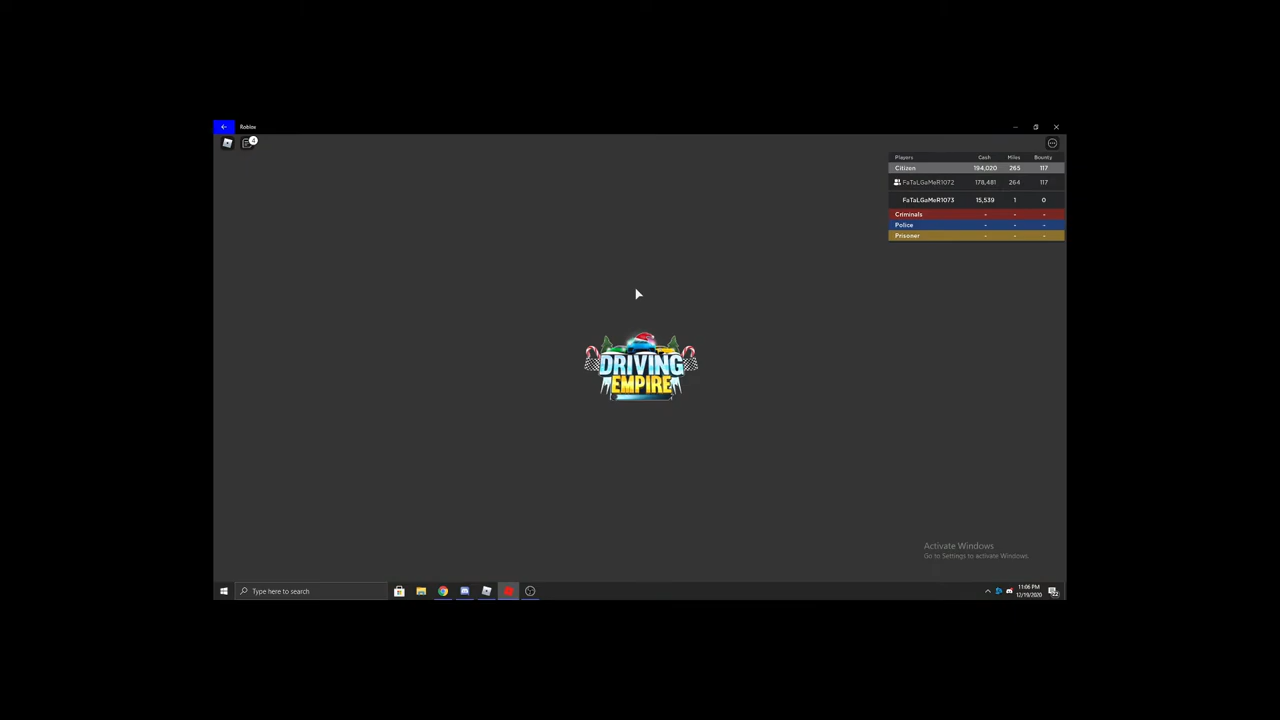 Roblox
4
Players Cash Miles Bounty
Citizen 194,020 265 117
FaTaLGaMeR1072 178,481 264 117
FaTaLGaMeR1073 15,539 1 0
Criminals - - -
Police - - -
Prisoner - - -
DRIVING
EMPIRE
Activate Windows
Go to Settings to activate Windows.
Type here to search
11:06 PM
12/19/2020